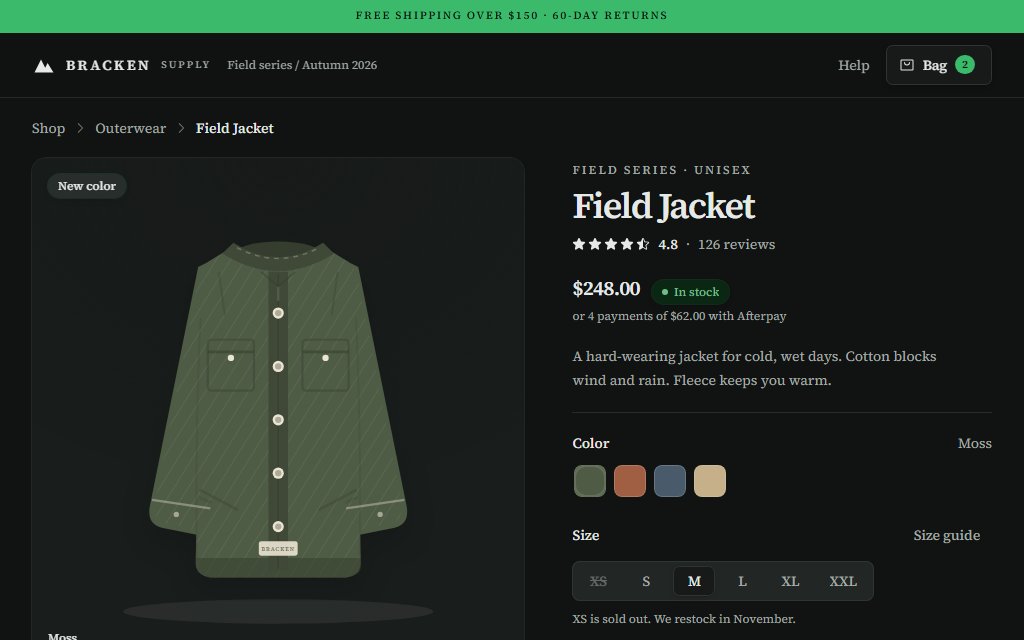 FREE SHIPPING OVER $150 · 60-DAY RETURNS
BRACKEN SUPPLY Field series / Autumn 2026
Help
Bag 2
Shop > Outerwear > Field Jacket
New color
BRACKEN
Moss
FIELD SERIES · UNISEX
Field Jacket
4.8 · 126 reviews
$248.00 In stock
or 4 payments of $62.00 with Afterpay
A hard-wearing jacket for cold, wet days. Cotton blocks
wind and rain. Fleece keeps you warm.
Color Moss
Size Size guide
XS S M L XL XXL
XS is sold out. We restock in November.